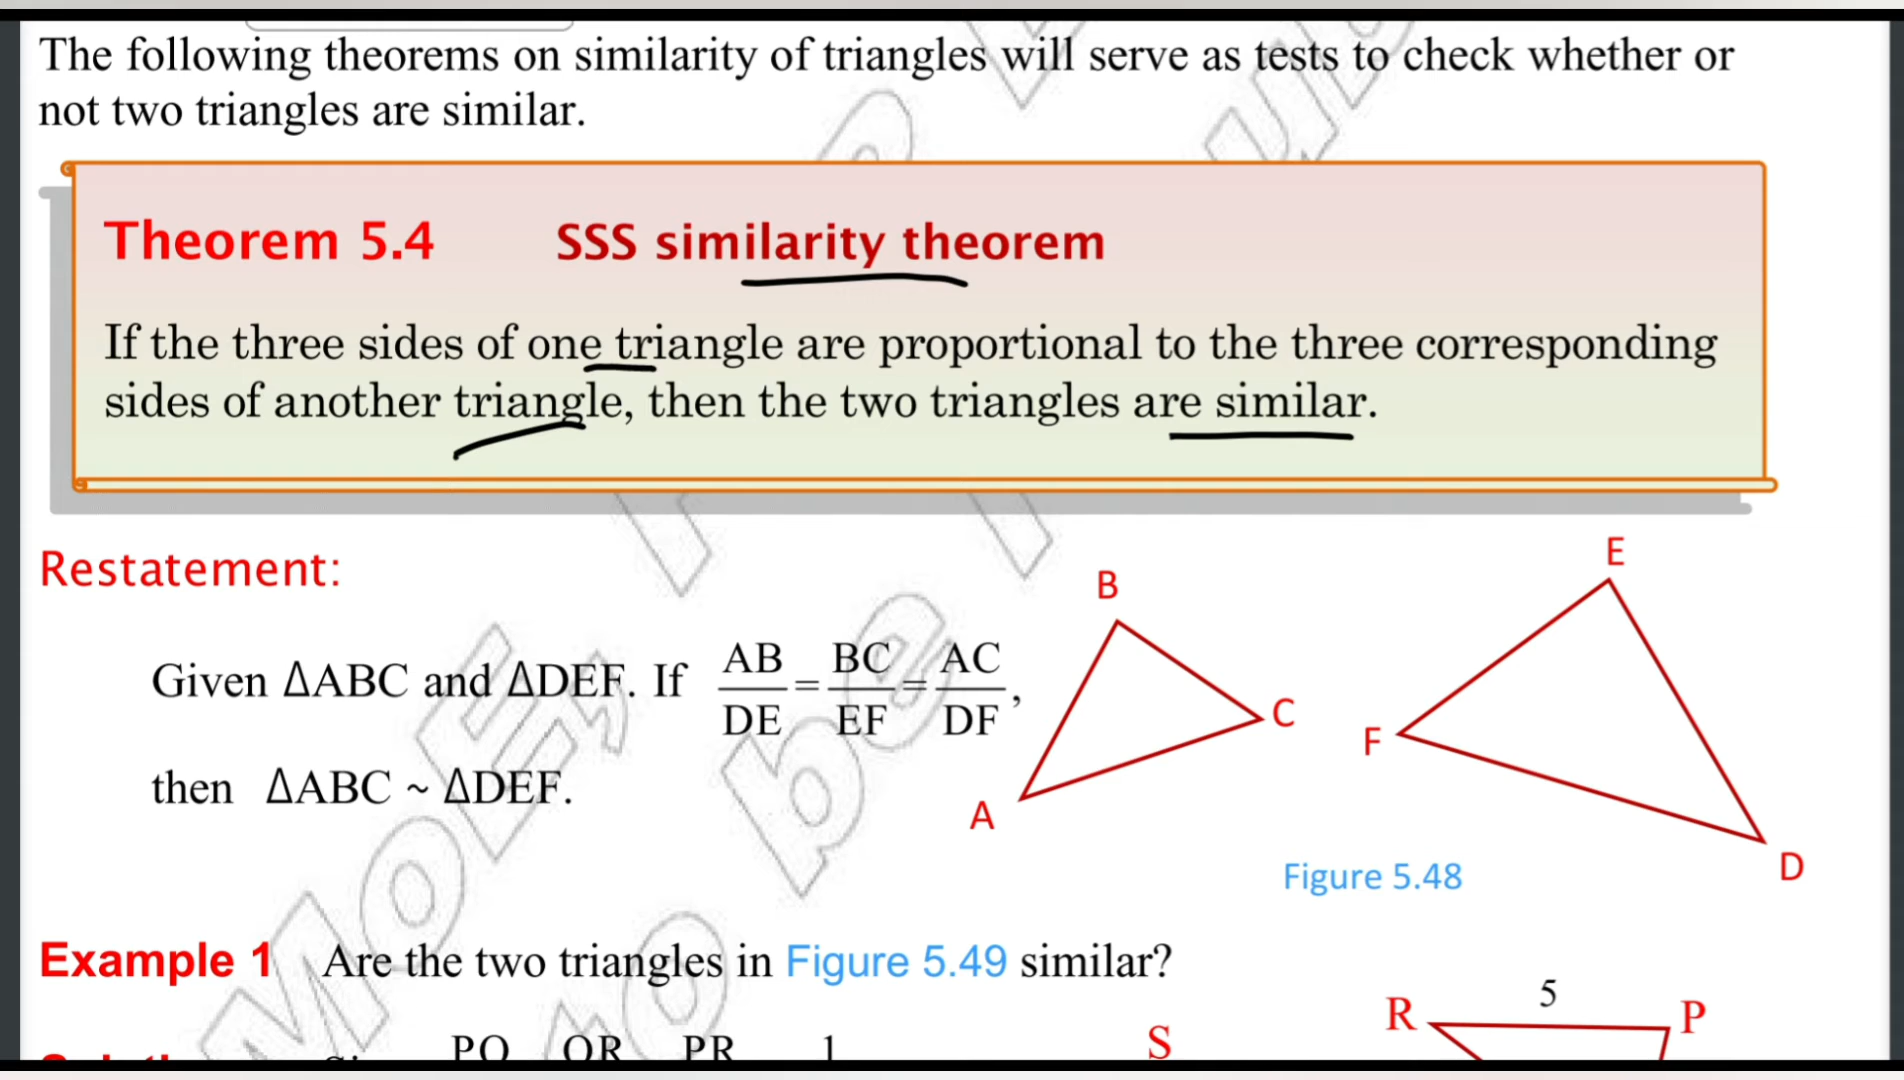 The following theorems on similarity of triangles will serve as tests to check whether or
not two triangles are similar.
Theorem 5.4 SSS similarity theorem
If the three sides of one triangle are proportional to the three corresponding
sides of another triangle, then the two triangles are similar.
Restatement:
Given ΔABC and ΔDEF. If AB/DE = BC/EF = AC/DF,
then ΔABC ~ ΔDEF.
B
C
A
E
F
D
Figure 5.48
Example 1 Are the two triangles in Figure 5.49 similar?
R 5 P
PQ QR PR 1
S